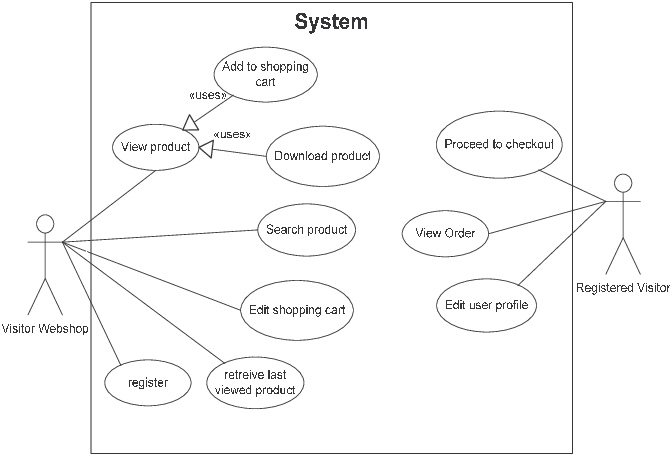 System
Add to shopping
cart
«uses»
«uses»
View product
Download product
Proceed to checkout
Search product
View Order
Registered Visitor
Edit user profile
Edit shopping cart
Visitor Webshop
register
retreive last
viewed product